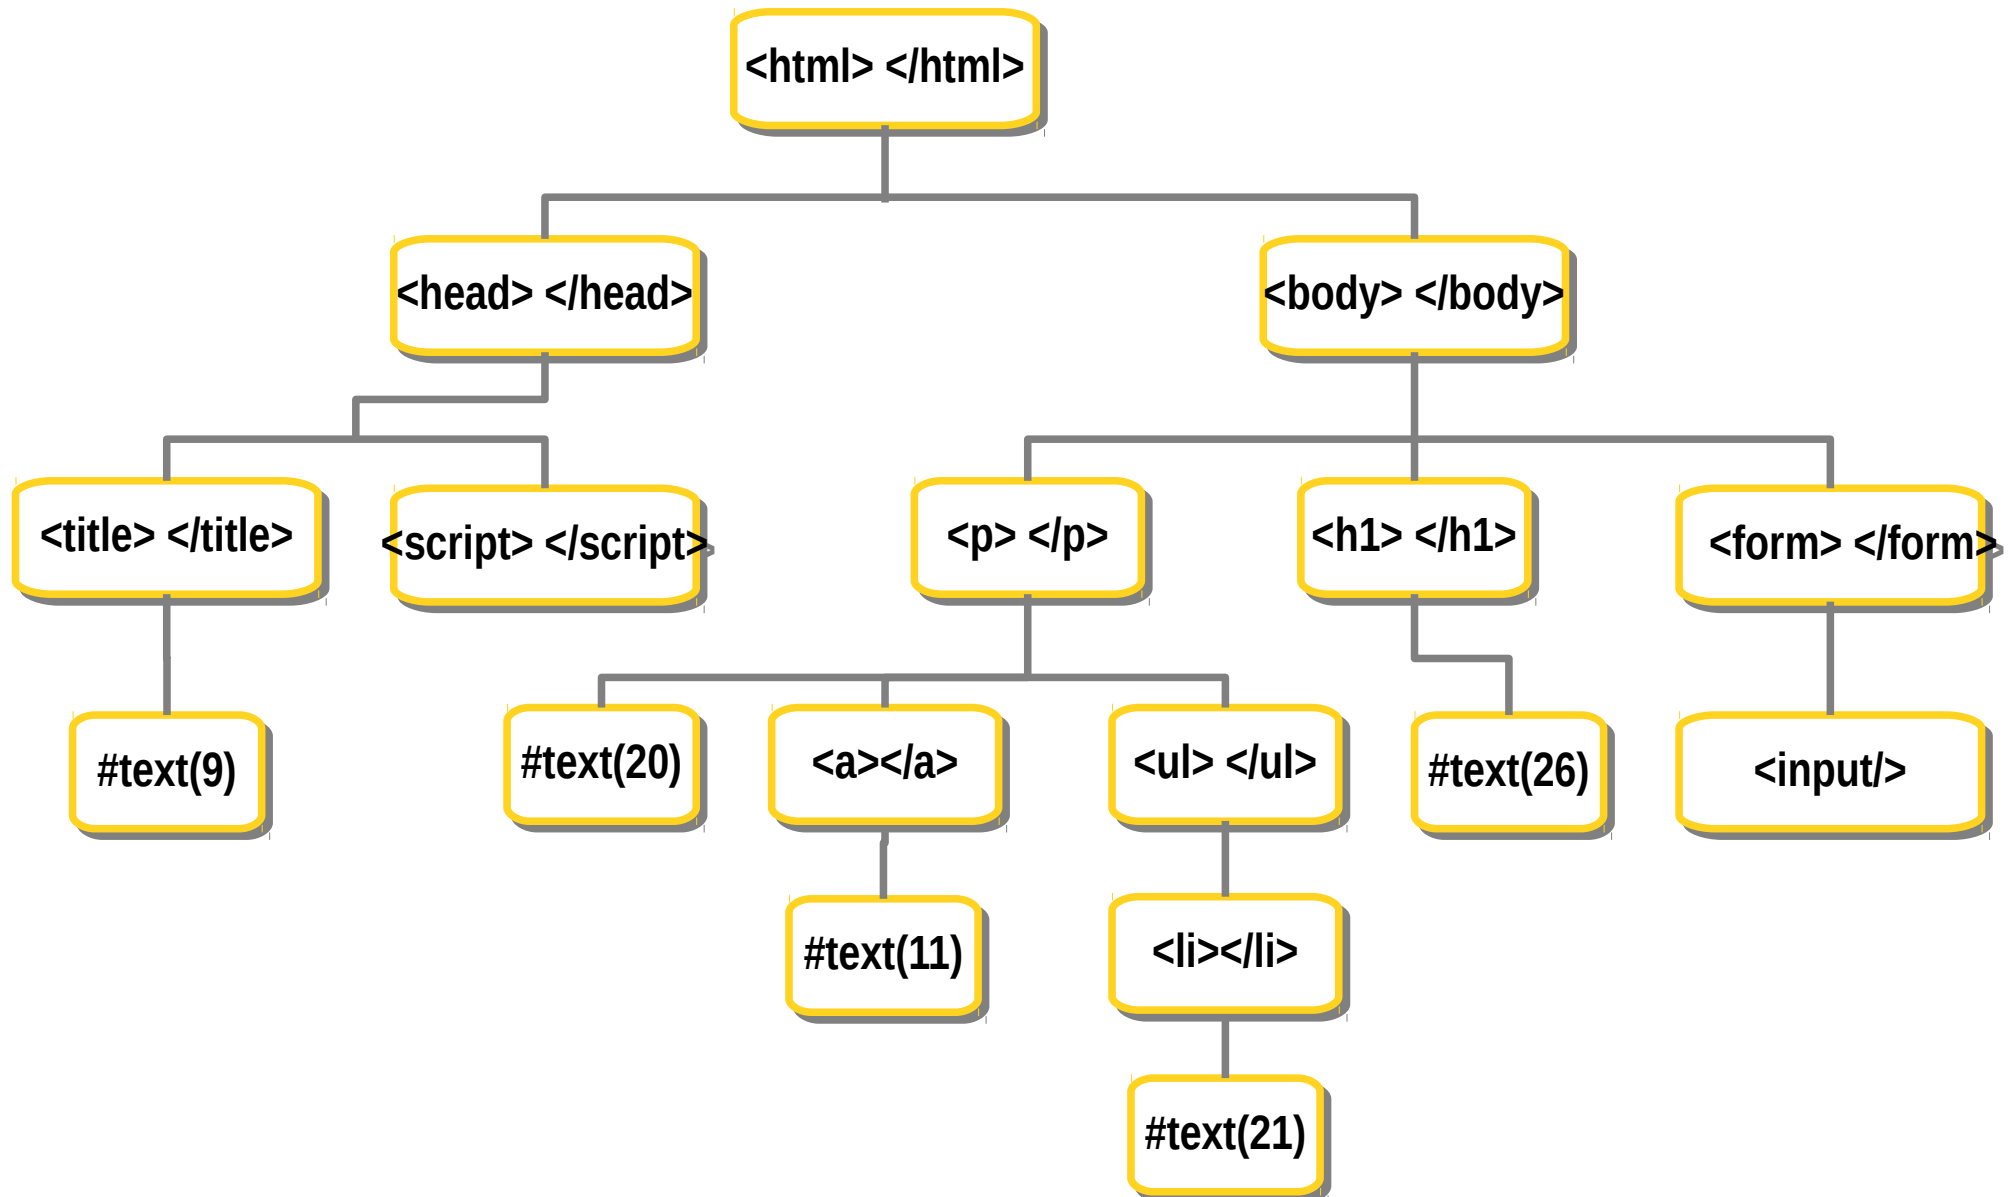 <html> </html>
<head> </head>
<body> </body>
<title> </title>
<script> </script>
<p> </p>
<h1> </h1>
<form> </form>
#text(9)
#text(20)
<a></a>
<ul> </ul>
#text(26)
<input/>
#text(11)
<li></li>
#text(21)